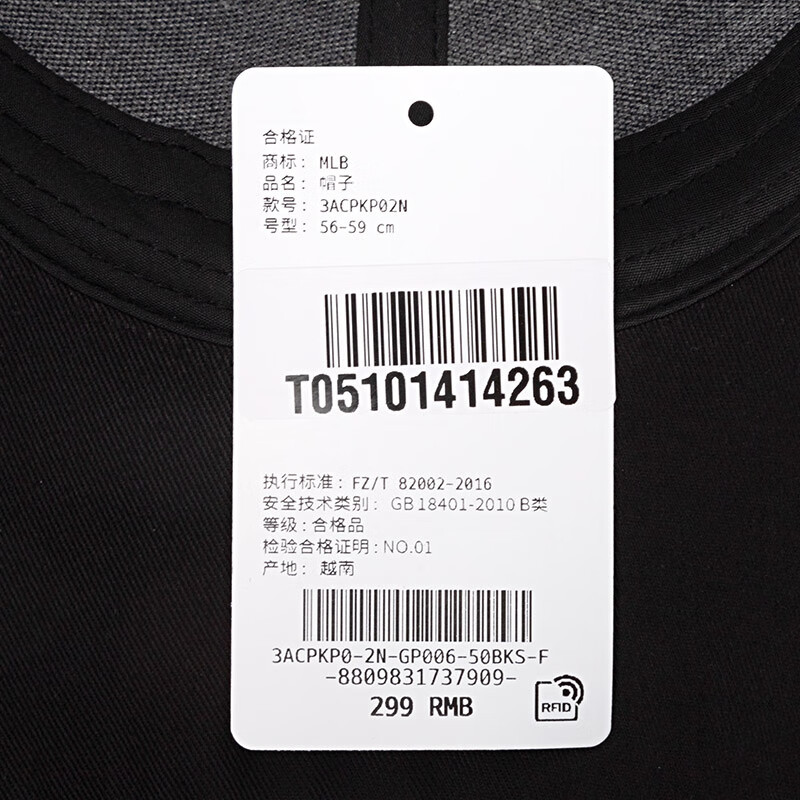 合格证
商标: MLB
品名: 帽子
款号: 3ACPKP02N
号型: 56-59 cm
T05101414263
执行标准: FZ/T 82002-2016
安全技术类别: GB 18401-2010 B类
等级: 合格品
检验合格证明: NO.01
产地: 越南
3ACPKP0-2N-GP006-50BKS-F
-8809831737909-
299 RMB
RFID